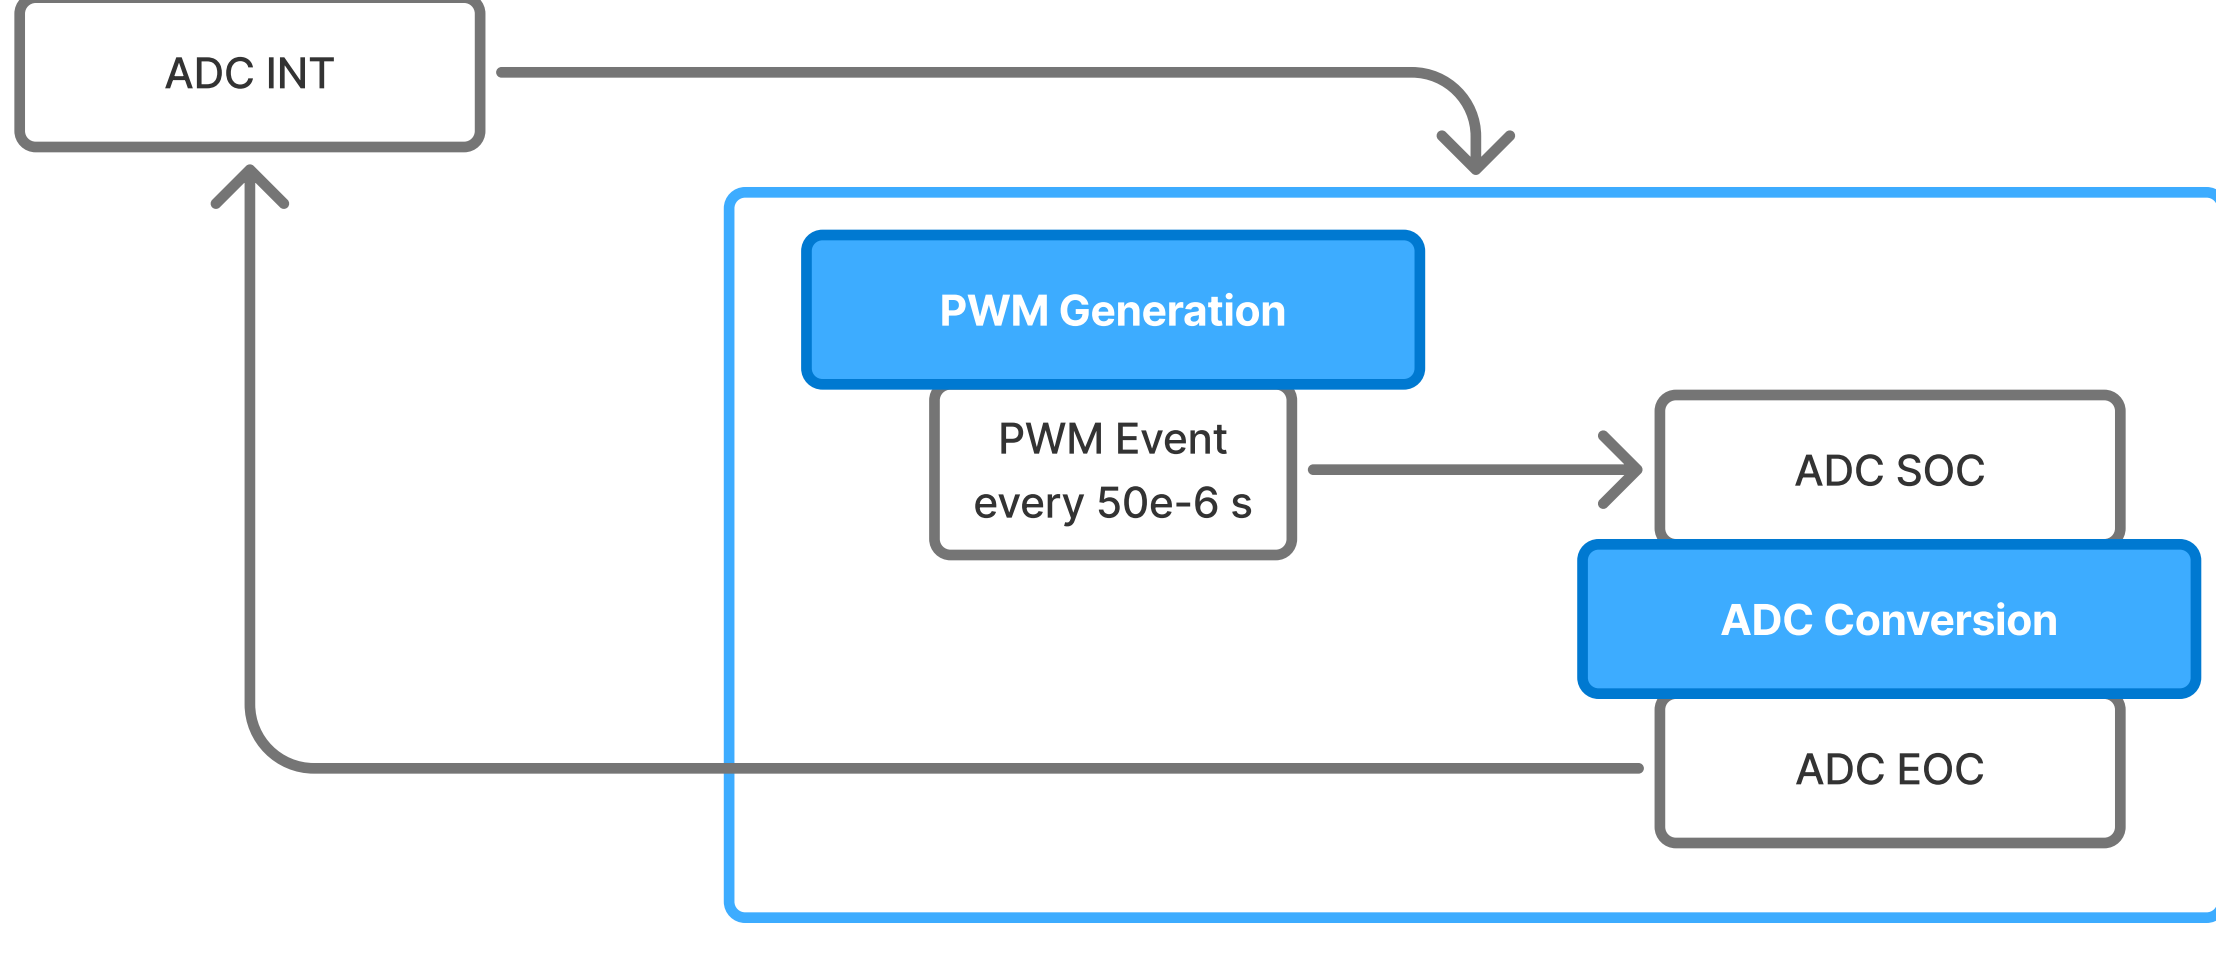 ADC INT
PWM Generation
PWM Event
every 50e-6 s
ADC SOC
ADC Conversion
ADC EOC